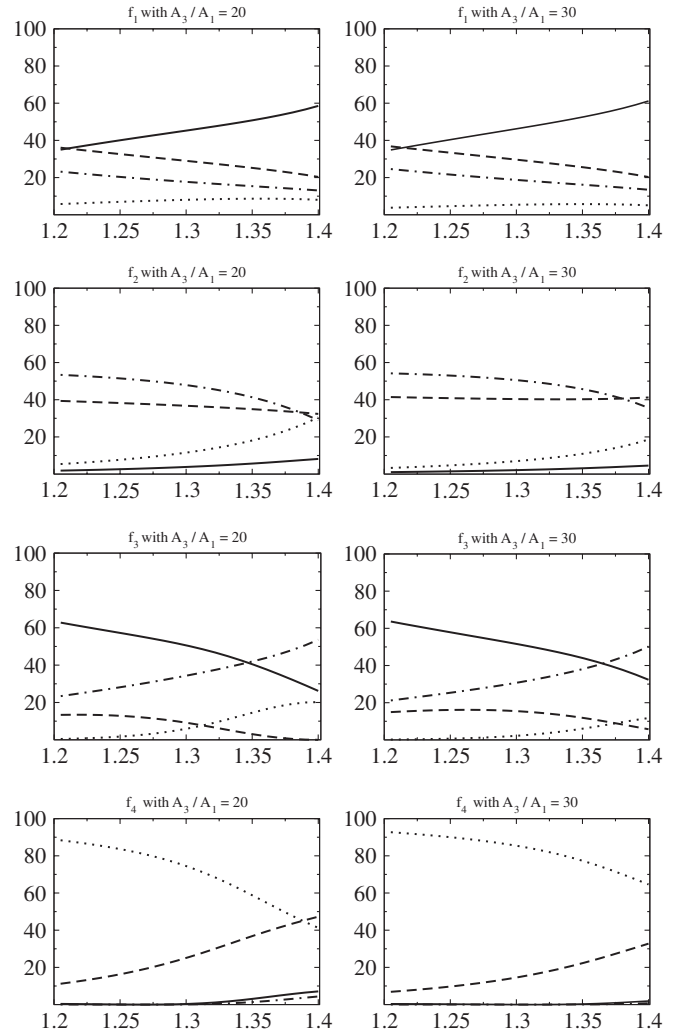 f1 with A3 / A1 = 20
100
80
60
40
20
1.2 1.25 1.3 1.35 1.4
f1 with A3 / A1 = 30
100
80
60
40
20
1.2 1.25 1.3 1.35 1.4
f2 with A3 / A1 = 20
100
80
60
40
20
1.2 1.25 1.3 1.35 1.4
f2 with A3 / A1 = 30
100
80
60
40
20
1.2 1.25 1.3 1.35 1.4
f3 with A3 / A1 = 20
100
80
60
40
20
1.2 1.25 1.3 1.35 1.4
f3 with A3 / A1 = 30
100
80
60
40
20
1.2 1.25 1.3 1.35 1.4
f4 with A3 / A1 = 20
100
80
60
40
20
1.2 1.25 1.3 1.35 1.4
f4 with A3 / A1 = 30
100
80
60
40
20
1.2 1.25 1.3 1.35 1.4